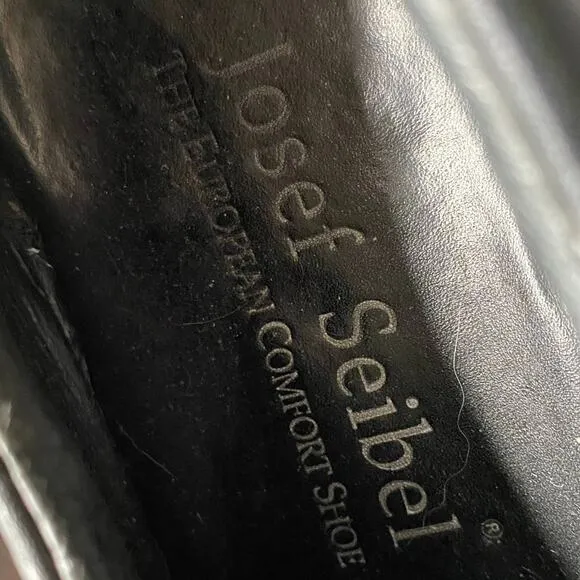 Josef Seibel®
THE EUROPEAN COMFORT SHOE